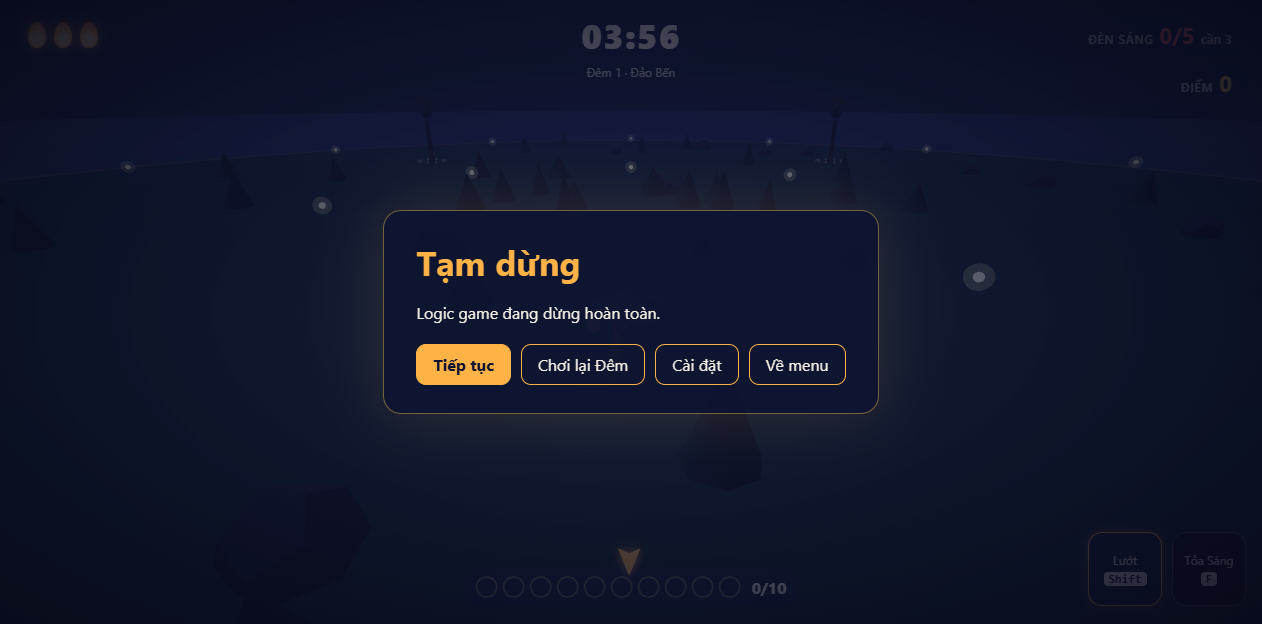 03:56
Đêm 1 · Đảo Bến
ĐÈN SÁNG 0/5 cần 3
ĐIỂM 0
Tạm dừng
Logic game đang dừng hoàn toàn.
Tiếp tục
Chơi lại Đêm
Cài đặt
Về menu
Lướt
Shift
Tỏa Sáng
F
0/10